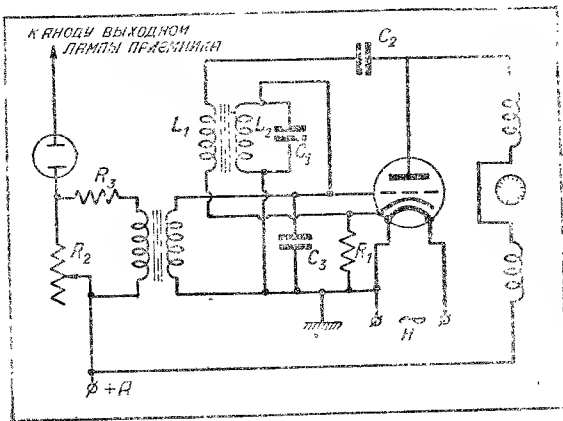 К АНОДУ ВЫХОДНОЙ
ЛАМПЫ ПРИЕМНИКА
C2
L1
L2
C1
R3
R2
C3
R1
H
+A